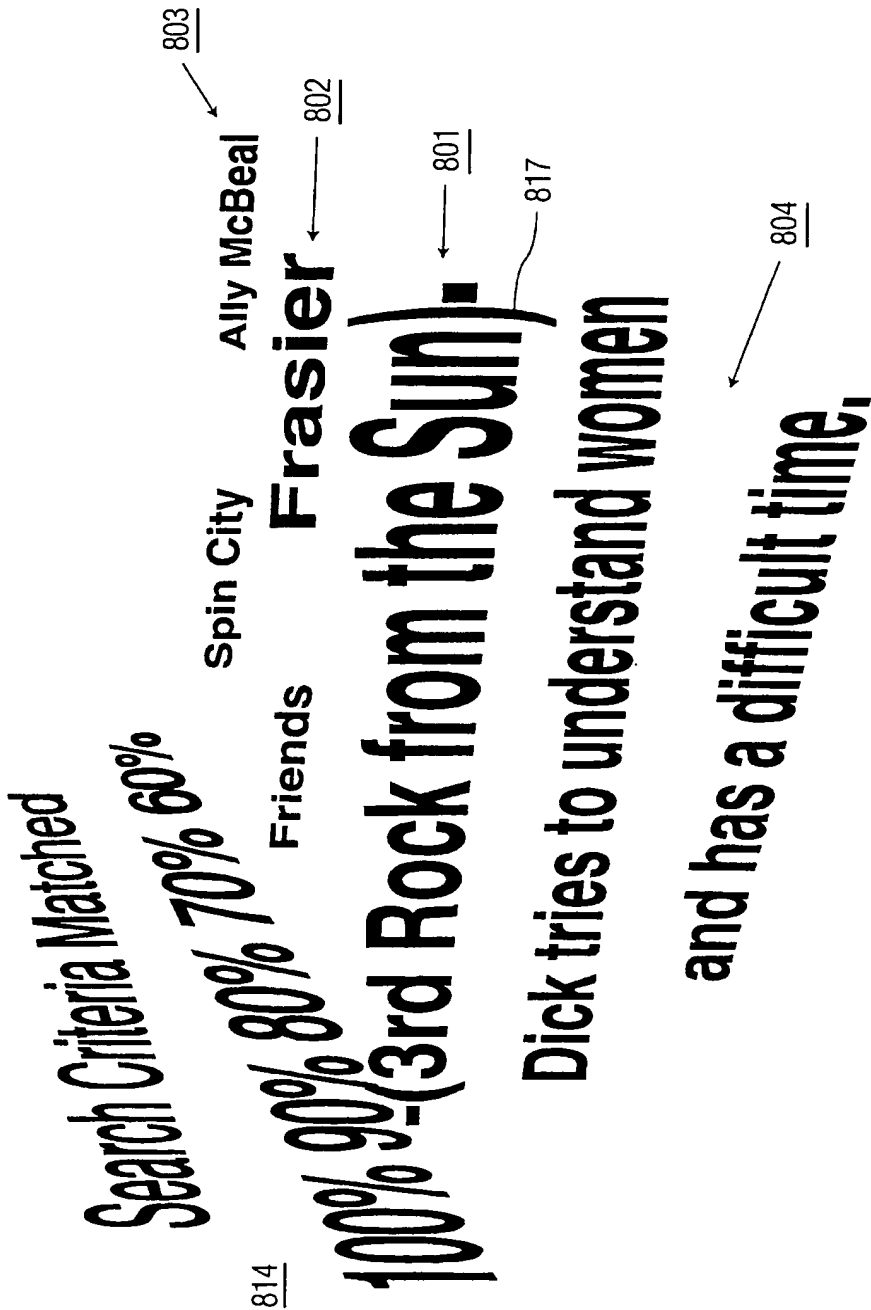 Search Criteria Matched
100% 90% 80% 70% 60%
814
803
Ally McBeal
Spin City
802
Friends
Frasier
-(3rd Rock from the Sun)-
801
817
Dick tries to understand women
804
and has a difficult time.